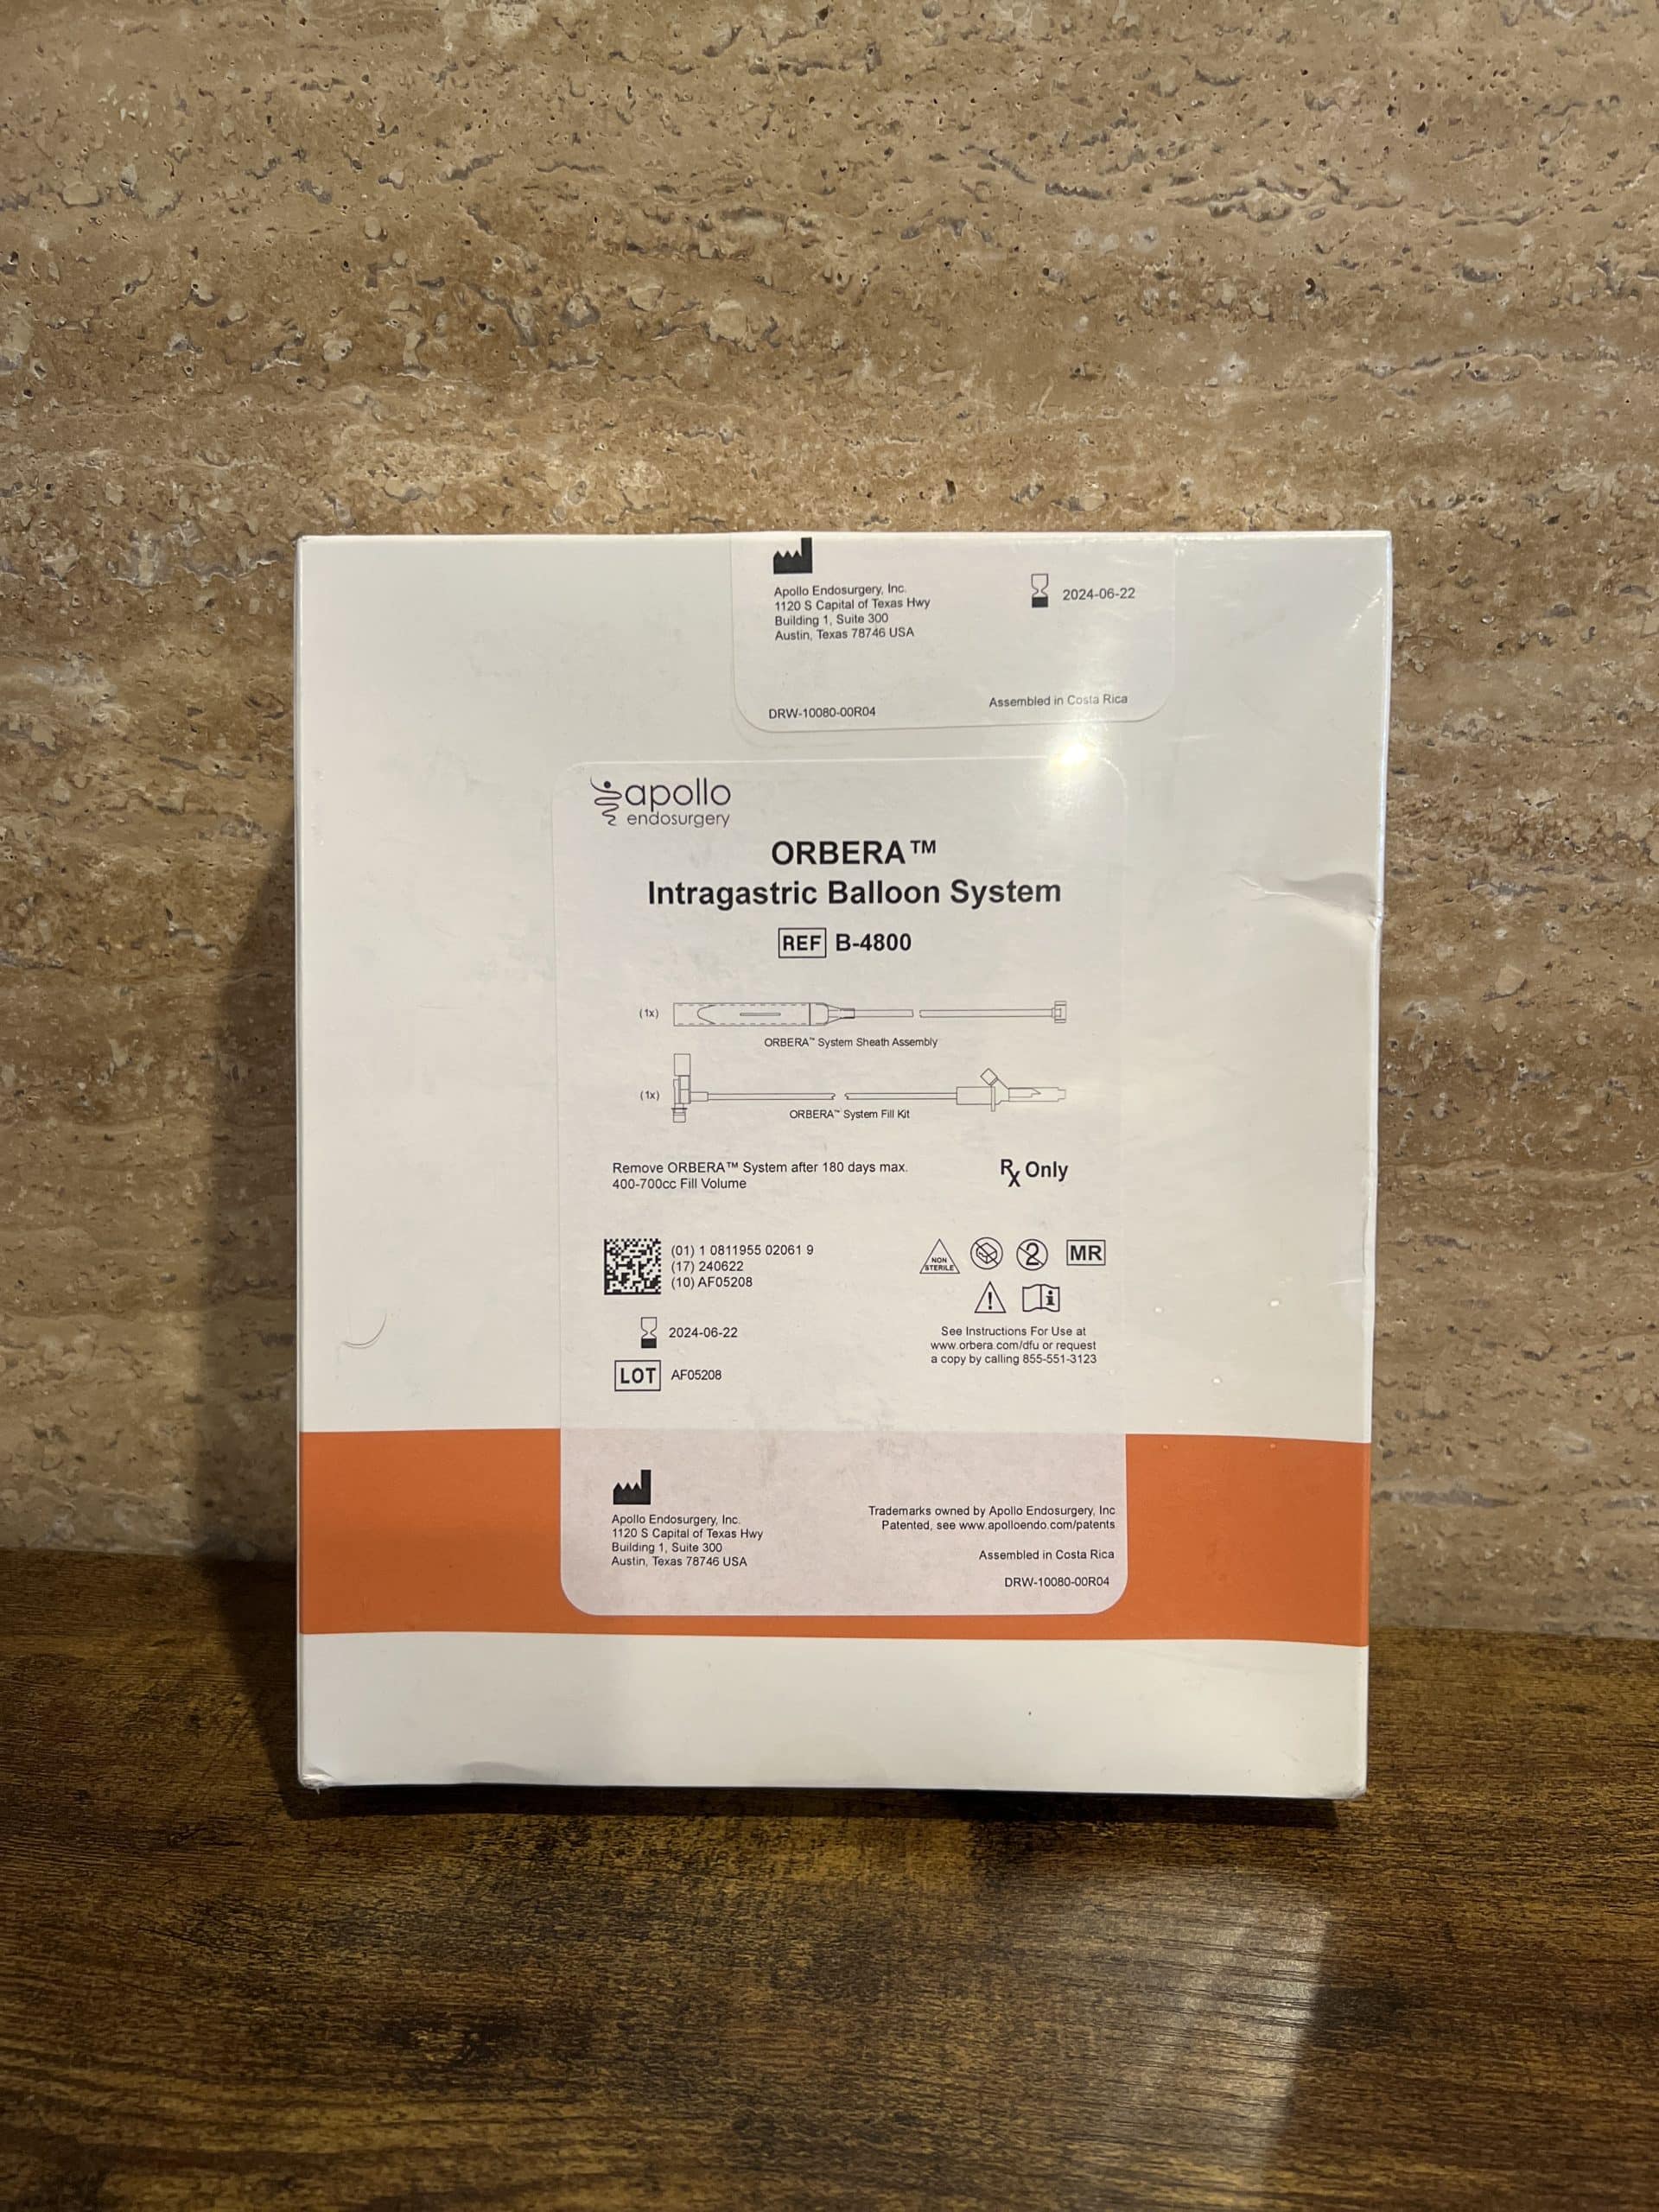 Apollo Endosurgery, Inc.
1120 S Capital of Texas Hwy
Building 1, Suite 300
Austin, Texas 78746 USA
2024-06-22
DRW-10080-00R04
Assembled in Costa Rica
apollo
endosurgery
ORBERA™
Intragastric Balloon System
REF B-4800
(1x)
ORBERA™ System Sheath Assembly
(1x)
ORBERA™ System Fill Kit
Remove ORBERA™ System after 180 days max.
400-700cc Fill Volume
Rx Only
(01) 1 0811955 02061 9
(17) 240622
(10) AF05208
NON
STERILE
2
MR
2024-06-22
LOT AF05208
See Instructions For Use at
www.orbera.com/dfu or request
a copy by calling 855-551-3123
Apollo Endosurgery, Inc.
1120 S Capital of Texas Hwy
Building 1, Suite 300
Austin, Texas 78746 USA
Trademarks owned by Apollo Endosurgery, Inc
Patented, see www.apolloendo.com/patents
Assembled in Costa Rica
DRW-10080-00R04